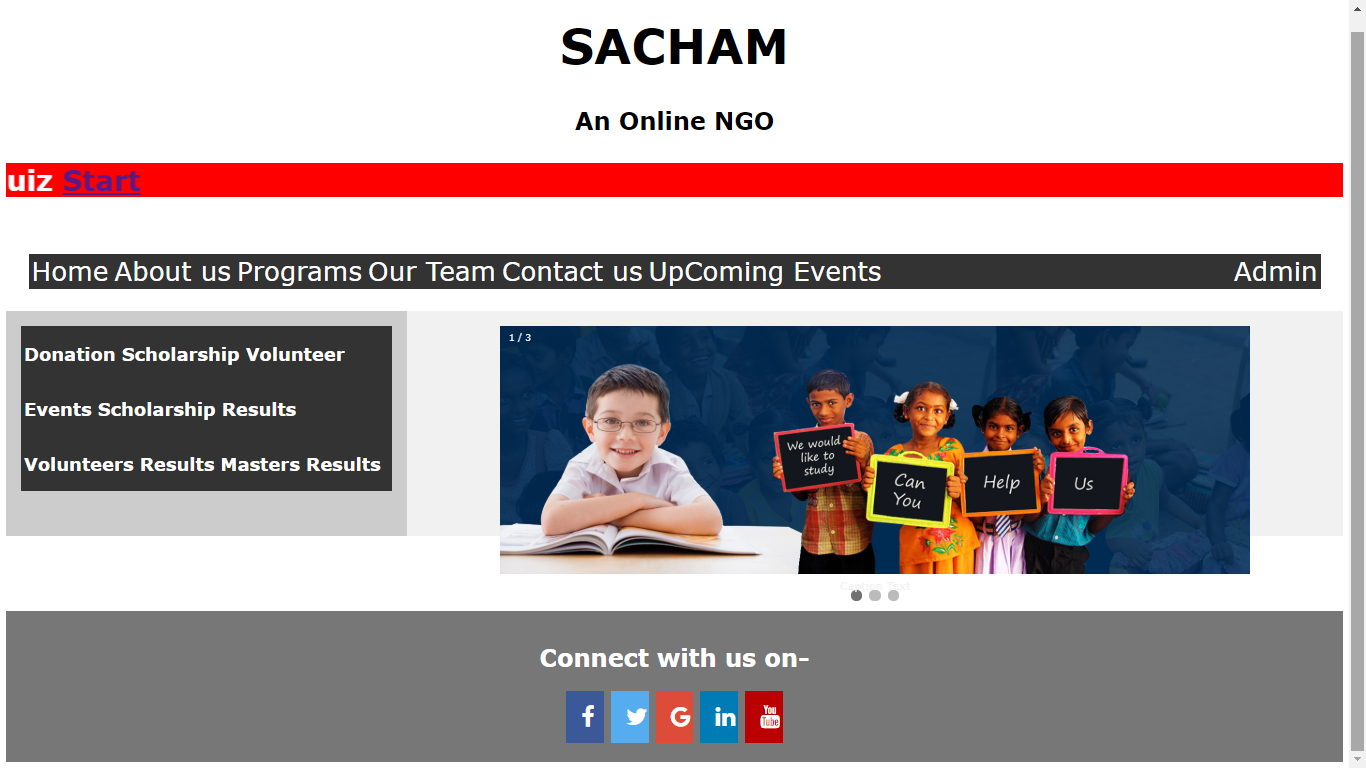 SACHAM
An Online NGO
uiz Start
Home About us Programs Our Team Contact us UpComing Events Admin
Donation Scholarship Volunteer
Events Scholarship Results
Volunteers Results Masters Results
1 / 3
We would
like to
study
Can
You
Help
Us
Caption Text
Connect with us on-
f G in You
Tube